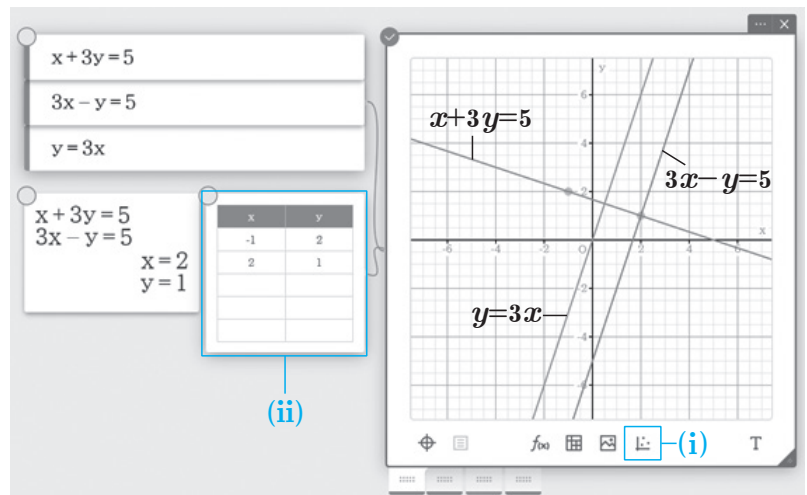 x + 3y = 5
3x – y = 5
y = 3x
x + 3y = 5
3x – y = 5
x = 2
y = 1
x y
-1 2
2 1
(ii)
y
6
4
2
x
-6 -4 -2 O 2 4 6
-2
-4
-6
x+3y=5
3x−y=5
y=3x
f(x) (i) T